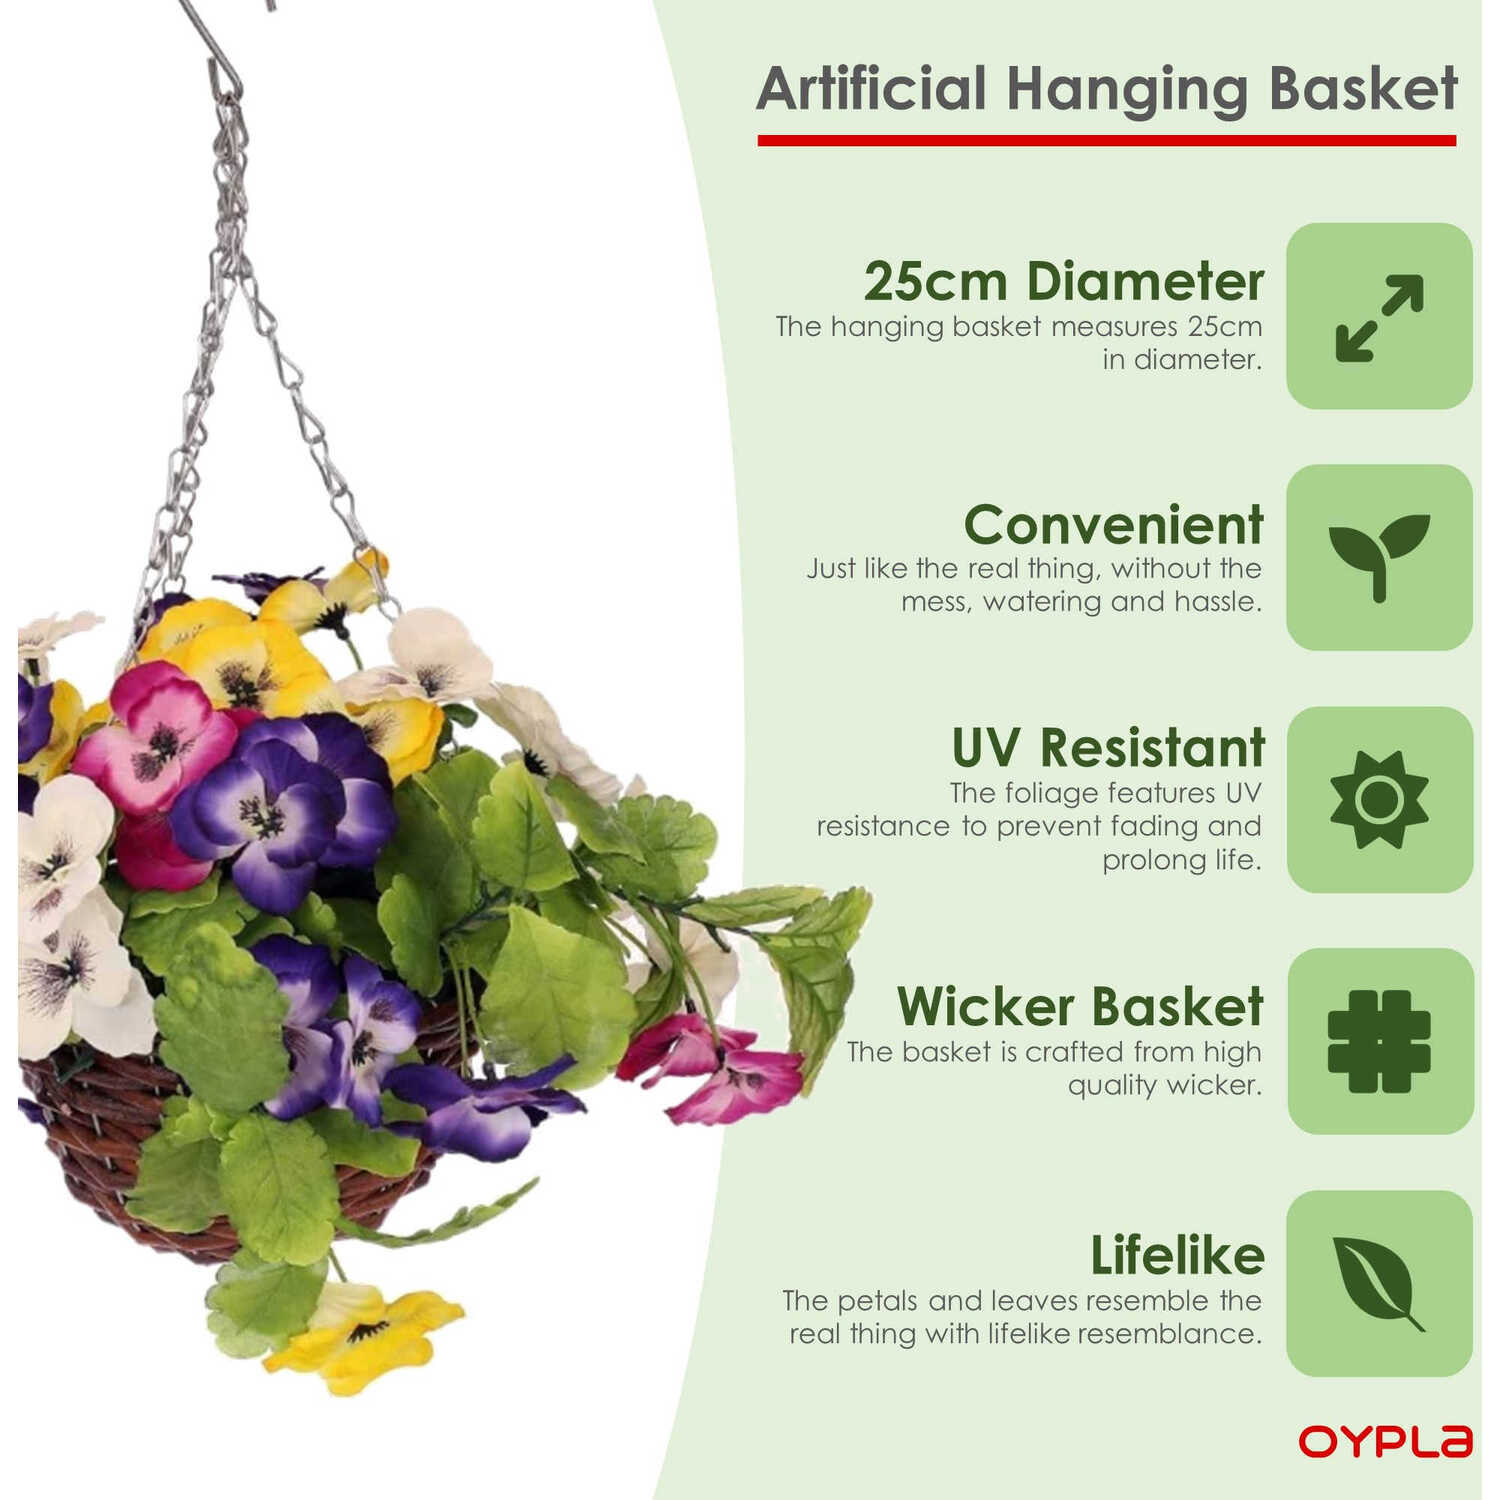 Artificial Hanging Basket
25cm Diameter
The hanging basket measures 25cm
in diameter.
Convenient
Just like the real thing, without the
mess, watering and hassle.
UV Resistant
The foliage features UV
resistance to prevent fading and
prolong life.
Wicker Basket
The basket is crafted from high
quality wicker.
Lifelike
The petals and leaves resemble the
real thing with lifelike resemblance.
OYPLA